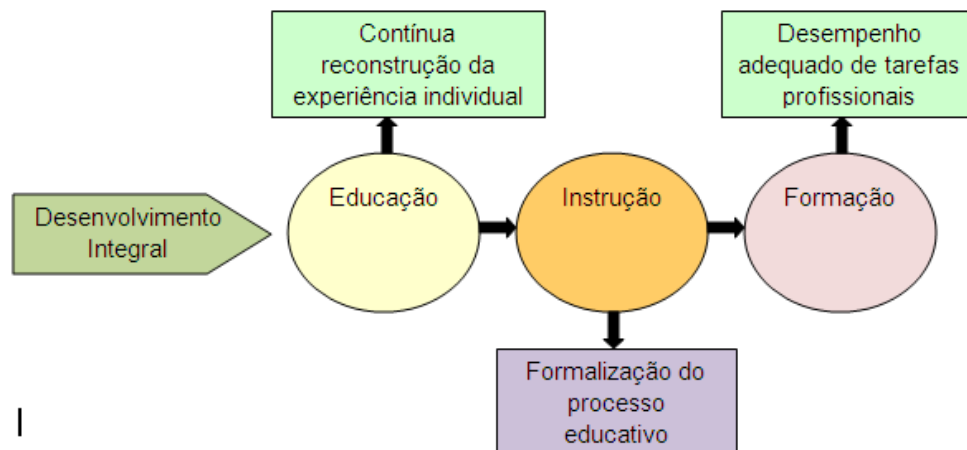 Contínua
reconstrução da
experiência individual
Desempenho
adequado de tarefas
profissionais
Desenvolvimento
Integral
Educação
Instrução
Formação
Formalização do
processo
educativo